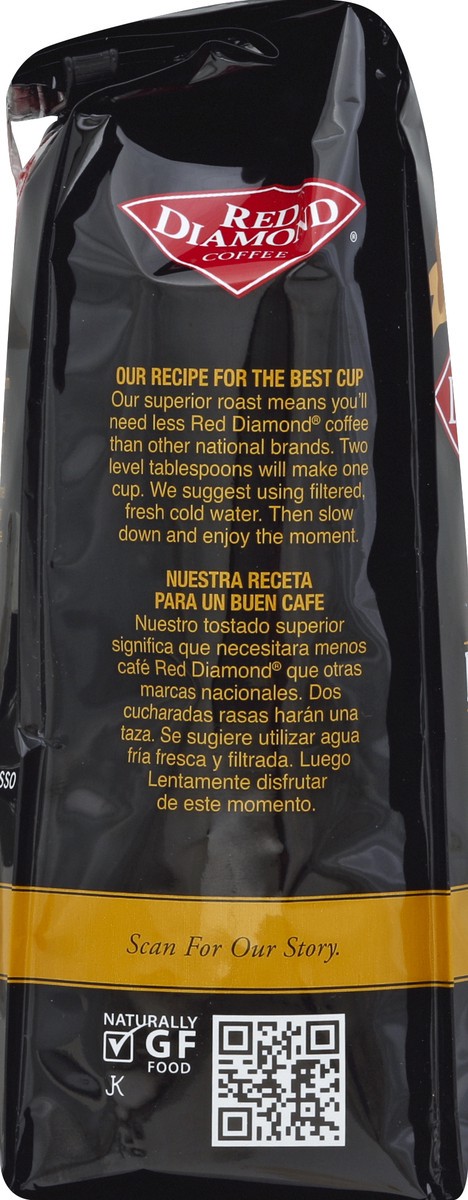 RED
DIAMOND
COFFEE
®
OUR RECIPE FOR THE BEST CUP
Our superior roast means you'll
need less Red Diamond® coffee
than other national brands. Two
level tablespoons will make one
cup. We suggest using filtered,
fresh cold water. Then slow
down and enjoy the moment.
NUESTRA RECETA
PARA UN BUEN CAFE
Nuestro tostado superior
significa que necesitara menos
café Red Diamond® que otras
marcas nacionales. Dos
cucharadas rasas harán una
taza. Se sugiere utilizar agua
fría fresca y filtrada. Luego
Lentamente disfrutar
de este momento.
Scan For Our Story.
NATURALLY
GF
FOOD